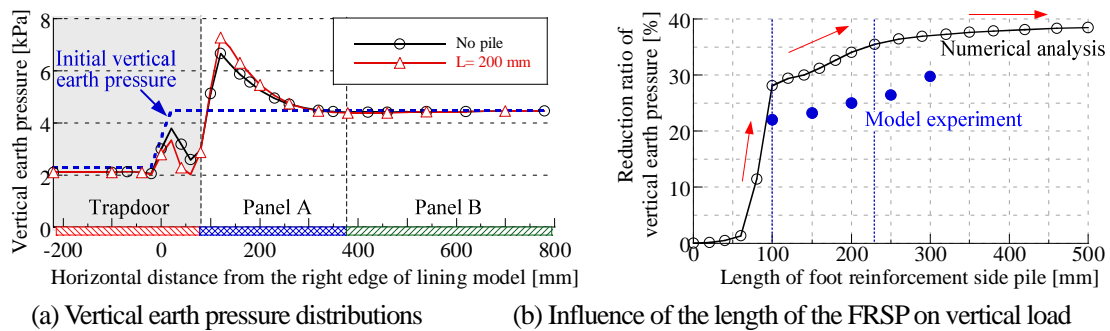 Vertical earth pressure [kPa]
8
6
4
2
0
Initial vertical
earth pressure
No pile
L= 200 mm
Trapdoor
Panel A
Panel B
-200
0
200
400
600
800
Horizontal distance from the right edge of lining model [mm]
(a) Vertical earth pressure distributions
Reduction ratio of
vertical earth pressure [%]
40
30
20
10
0
Numerical analysis
Model experiment
0
100
200
300
400
500
Length of foot reinforcement side pile [mm]
(b) Influence of the length of the FRSP on vertical load